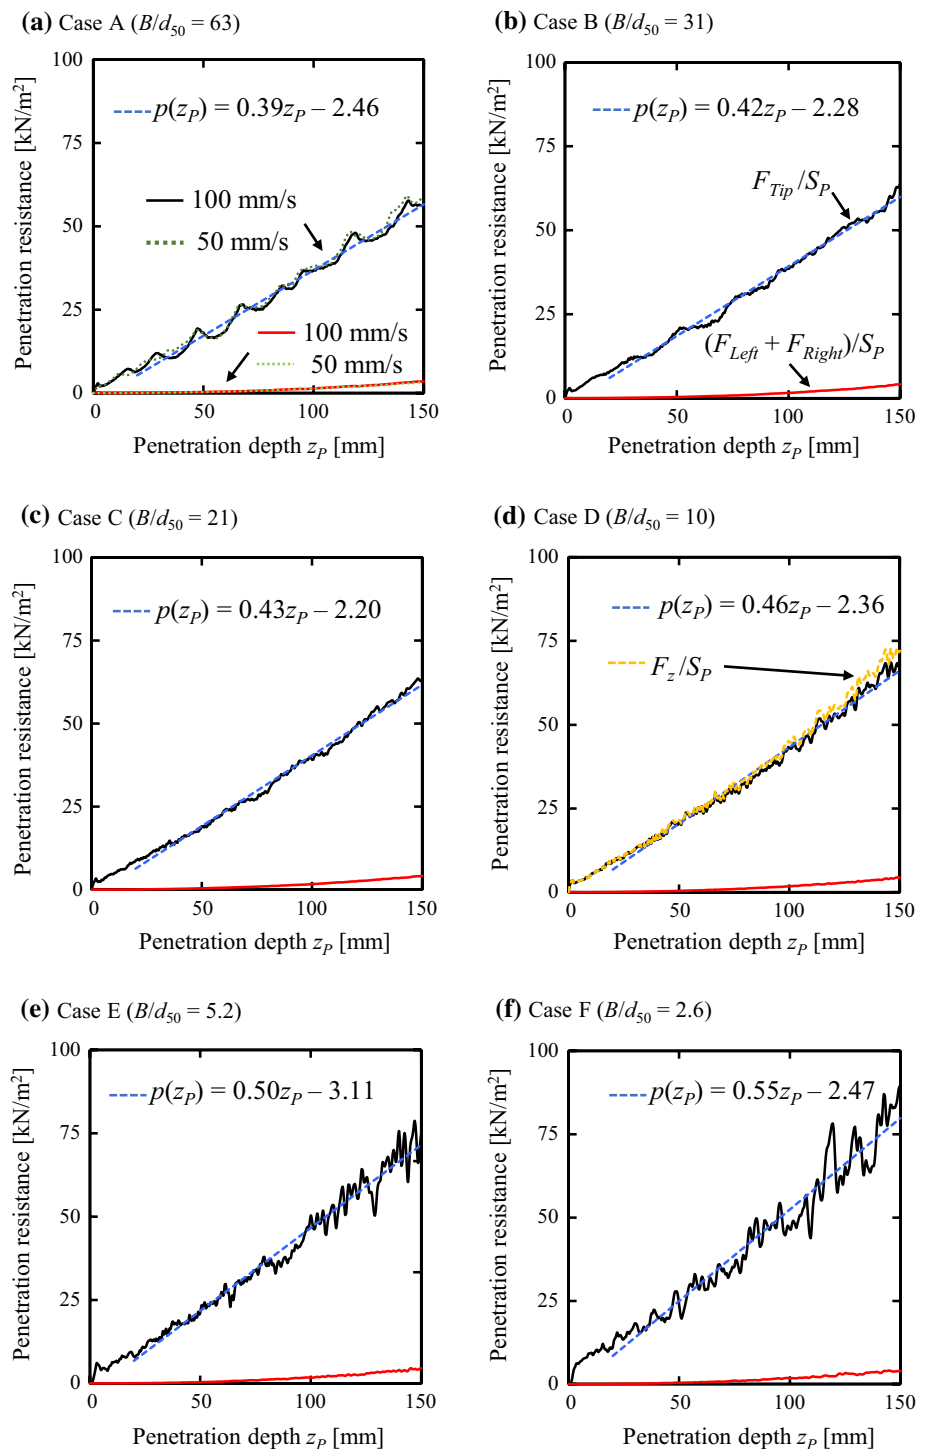 (a) Case A (B/d50 = 63)
100
75
50
25
0
Penetration resistance [kN/m²]
p(zP) = 0.39zP − 2.46
100 mm/s
50 mm/s
100 mm/s
50 mm/s
0 50 100 150
Penetration depth zP [mm]
(b) Case B (B/d50 = 31)
100
75
50
25
0
Penetration resistance [kN/m²]
p(zP) = 0.42zP − 2.28
FTip /SP
(FLeft + FRight)/SP
0 50 100 150
Penetration depth zP [mm]
(c) Case C (B/d50 = 21)
100
75
50
25
0
Penetration resistance [kN/m²]
p(zP) = 0.43zP − 2.20
0 50 100 150
Penetration depth zP [mm]
(d) Case D (B/d50 = 10)
100
75
50
25
0
Penetration resistance [kN/m²]
p(zP) = 0.46zP − 2.36
Fz /SP
0 50 100 150
Penetration depth zP [mm]
(e) Case E (B/d50 = 5.2)
100
75
50
25
0
Penetration resistance [kN/m²]
p(zP) = 0.50zP − 3.11
0 50 100 150
Penetration depth zP [mm]
(f) Case F (B/d50 = 2.6)
100
75
50
25
0
Penetration resistance [kN/m²]
p(zP) = 0.55zP − 2.47
0 50 100 150
Penetration depth zP [mm]